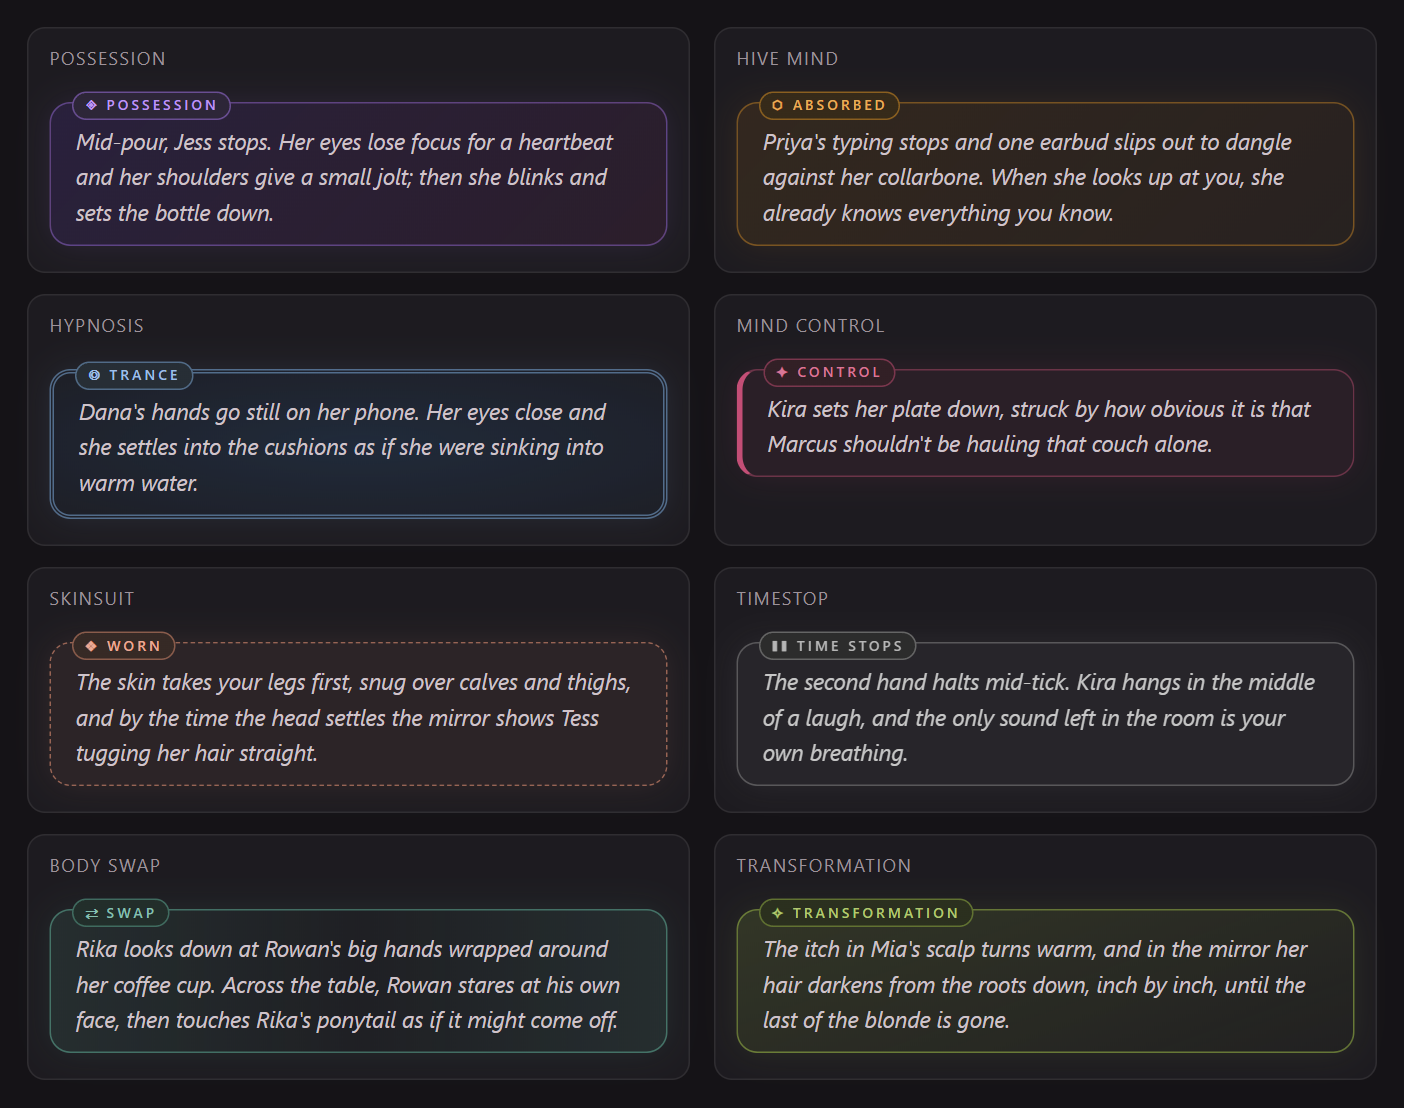 POSSESSION
◈ POSSESSION
Mid-pour, Jess stops. Her eyes lose focus for a heartbeat
and her shoulders give a small jolt; then she blinks and
sets the bottle down.
HIVE MIND
⬡ ABSORBED
Priya's typing stops and one earbud slips out to dangle
against her collarbone. When she looks up at you, she
already knows everything you know.
HYPNOSIS
◎ TRANCE
Dana's hands go still on her phone. Her eyes close and
she settles into the cushions as if she were sinking into
warm water.
MIND CONTROL
✦ CONTROL
Kira sets her plate down, struck by how obvious it is that
Marcus shouldn't be hauling that couch alone.
SKINSUIT
❖ WORN
The skin takes your legs first, snug over calves and thighs,
and by the time the head settles the mirror shows Tess
tugging her hair straight.
TIMESTOP
▮▮ TIME STOPS
The second hand halts mid-tick. Kira hangs in the middle
of a laugh, and the only sound left in the room is your
own breathing.
BODY SWAP
⇄ SWAP
Rika looks down at Rowan's big hands wrapped around
her coffee cup. Across the table, Rowan stares at his own
face, then touches Rika's ponytail as if it might come off.
TRANSFORMATION
✧ TRANSFORMATION
The itch in Mia's scalp turns warm, and in the mirror her
hair darkens from the roots down, inch by inch, until the
last of the blonde is gone.